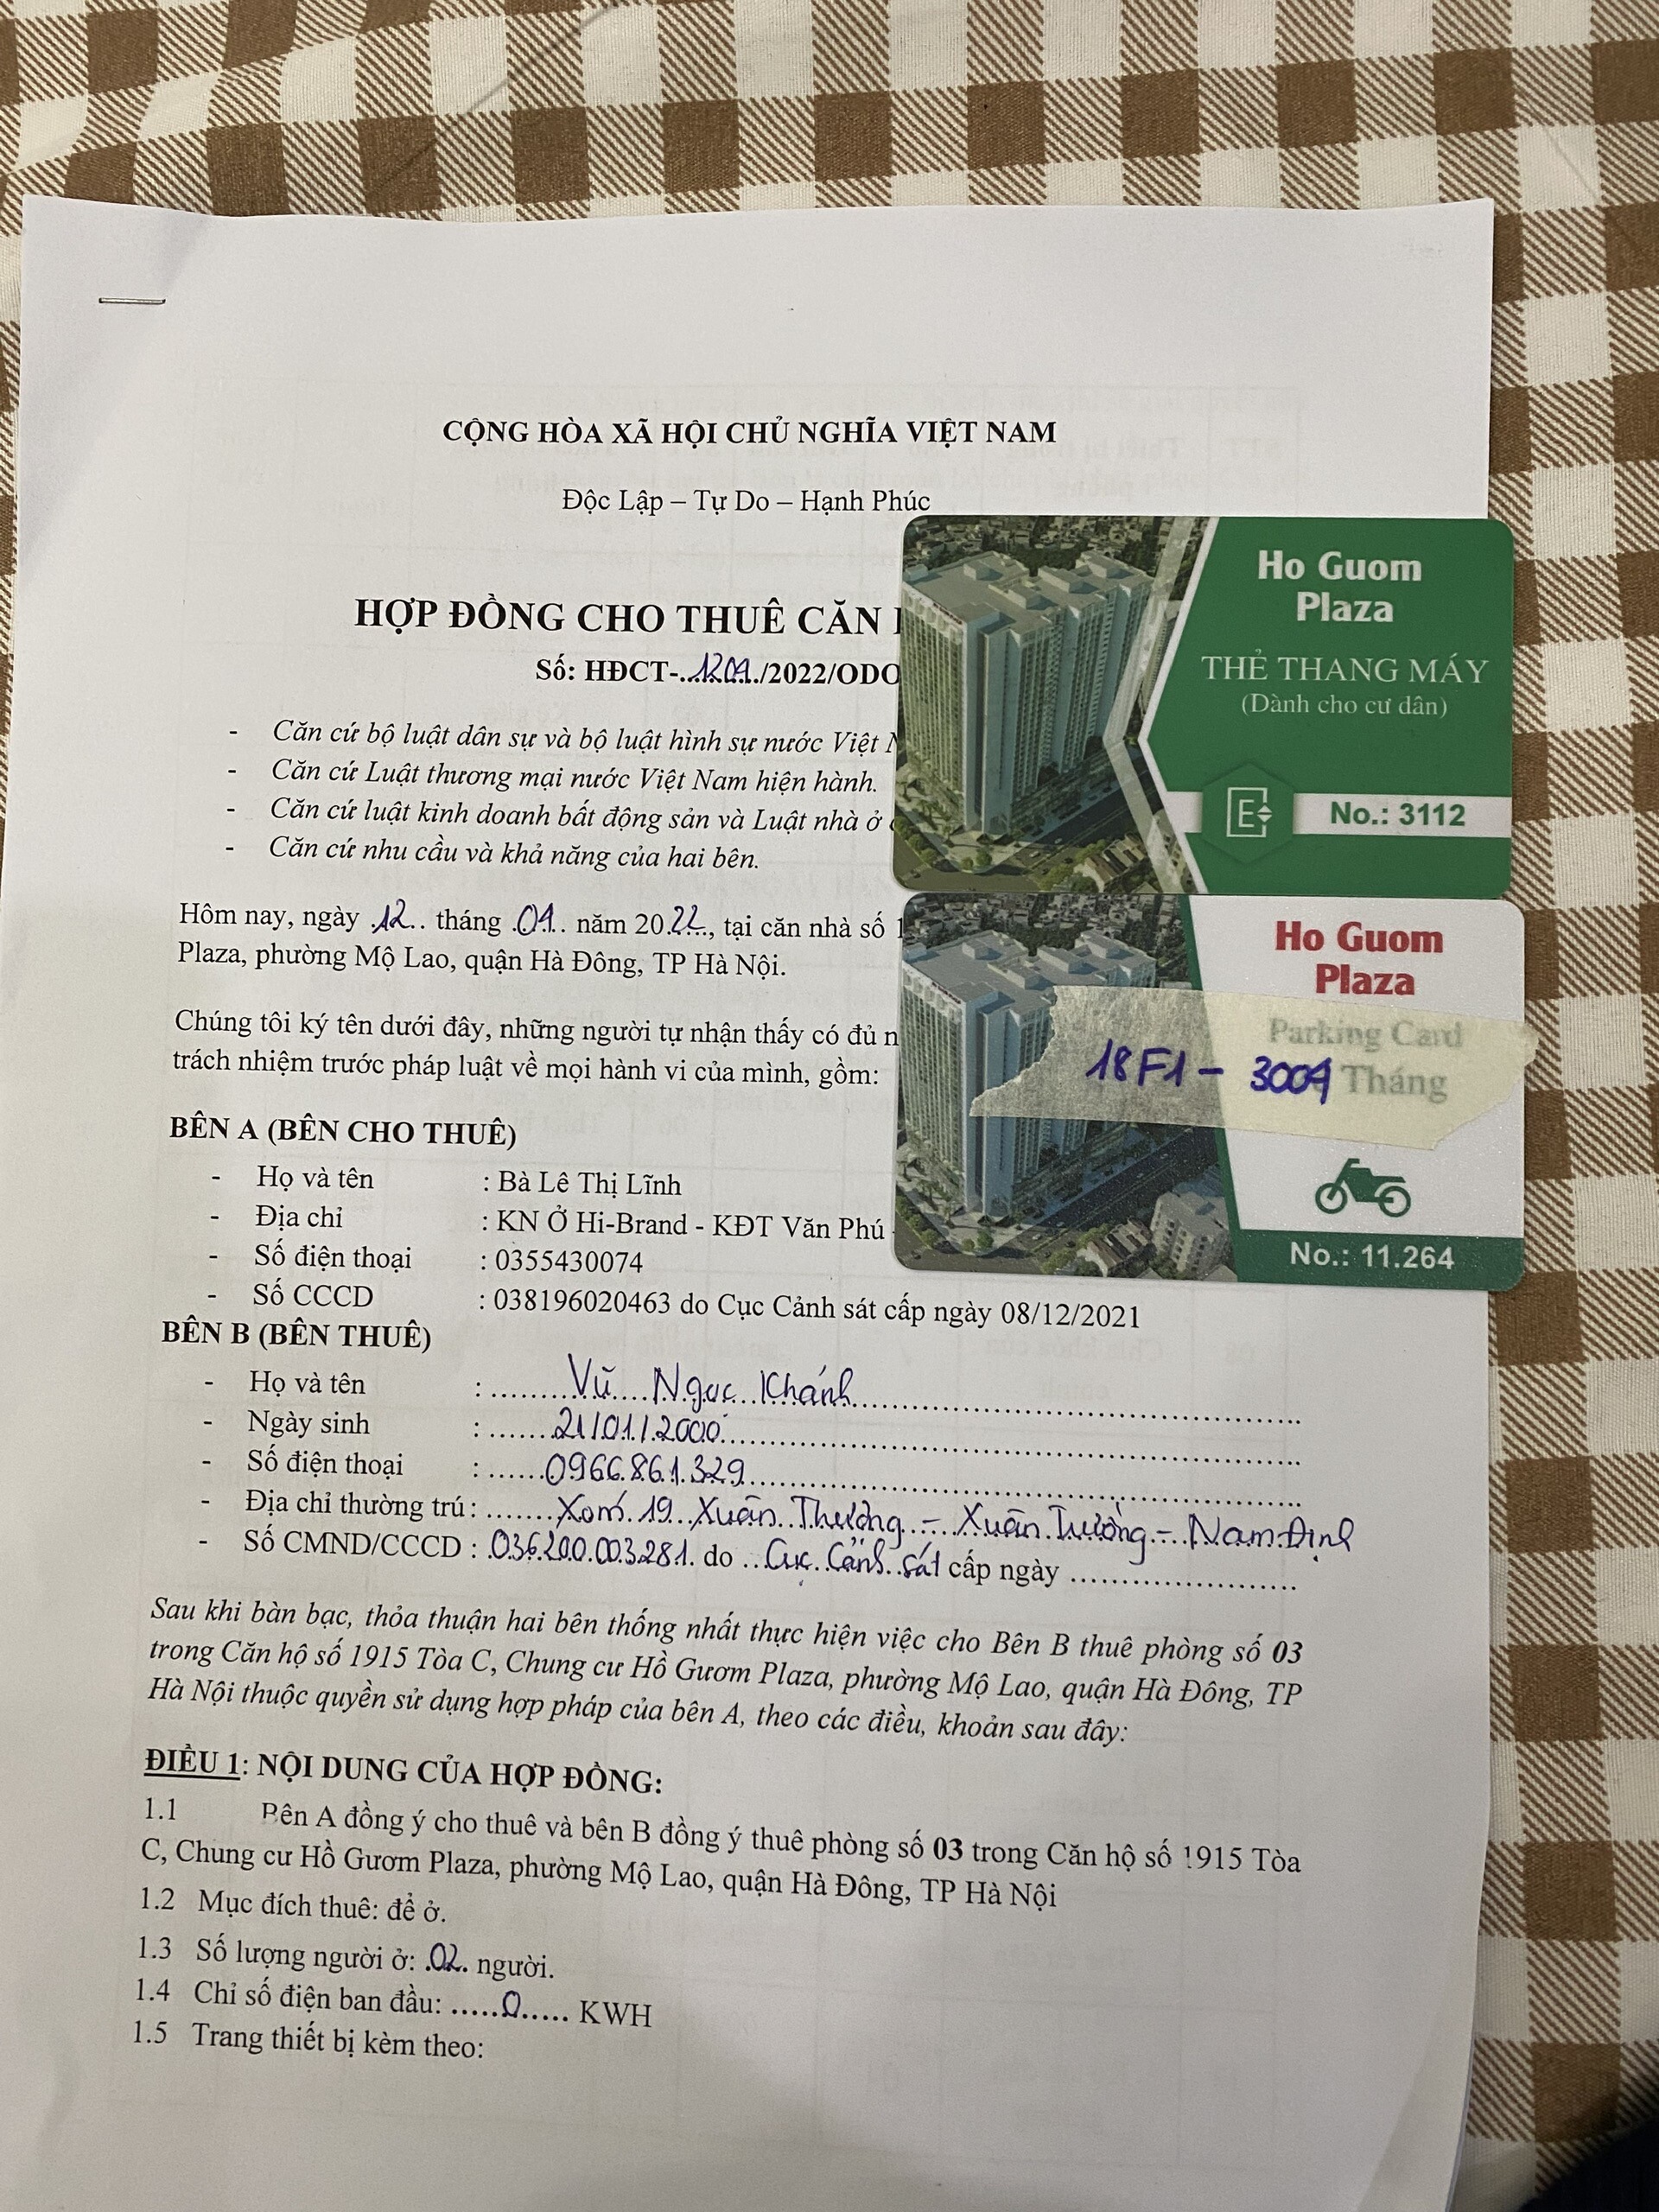 CỘNG HÒA XÃ HỘI CHỦ NGHĨA VIỆT NAM
Độc Lập – Tự Do – Hạnh Phúc
HỢP ĐỒNG CHO THUÊ CĂN
Số: HĐCT-..1201../2022/ODO
- Căn cứ bộ luật dân sự và bộ luật hình sự nước Việt
- Căn cứ Luật thương mại nước Việt Nam hiện hành.
- Căn cứ luật kinh doanh bất động sản và Luật nhà ở
- Căn cứ nhu cầu và khả năng của hai bên.
Hôm nay, ngày .12.. tháng .01.. năm 20.22.., tại căn nhà số 1
Plaza, phường Mộ Lao, quận Hà Đông, TP Hà Nội.
Chúng tôi ký tên dưới đây, những người tự nhận thấy có đủ n
trách nhiệm trước pháp luật về mọi hành vi của mình, gồm:
BÊN A (BÊN CHO THUÊ)
- Họ và tên : Bà Lê Thị Lĩnh
- Địa chỉ : KN Ở Hi-Brand - KĐT Văn Phú
- Số điện thoại : 0355430074
- Số CCCD : 038196020463 do Cục Cảnh sát cấp ngày 08/12/2021
BÊN B (BÊN THUÊ)
- Họ và tên : Vũ Ngọc Khánh
- Ngày sinh : 21/01/2000
- Số điện thoại : 0966.861.329
- Địa chỉ thường trú : Xóm 19 Xuân Thượng – Xuân Trường – Nam Định
- Số CMND/CCCD : 036.200.003.281. do ..Cục Cảnh sát cấp ngày ........................
Sau khi bàn bạc, thỏa thuận hai bên thống nhất thực hiện việc cho Bên B thuê phòng số 03
trong Căn hộ số 1915 Tòa C, Chung cư Hồ Gươm Plaza, phường Mộ Lao, quận Hà Đông, TP
Hà Nội thuộc quyền sử dụng hợp pháp của bên A, theo các điều, khoản sau đây:
ĐIỀU 1: NỘI DUNG CỦA HỢP ĐỒNG:
1.1 Bên A đồng ý cho thuê và bên B đồng ý thuê phòng số 03 trong Căn hộ số 1915 Tòa
C, Chung cư Hồ Gươm Plaza, phường Mộ Lao, quận Hà Đông, TP Hà Nội
1.2 Mục đích thuê: để ở.
1.3 Số lượng người ở: .02. người.
1.4 Chỉ số điện ban đầu: .....0..... KWH
1.5 Trang thiết bị kèm theo:
Ho Guom
Plaza
THẺ THANG MÁY
(Dành cho cư dân)
E
No.: 3112
Ho Guom
Plaza
Parking Card
18F1 - 3009 Tháng
No.: 11.264